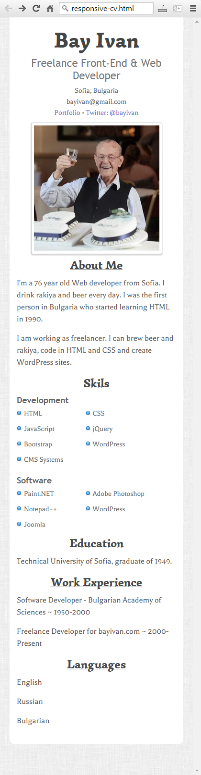 responsive-cv.html
Bay Ivan
Freelance Front-End & Web
Developer
Sofia, Bulgaria
bayivan@gmail.com
Portfolio • Twitter: @bayivan
About Me
I'm a 76 year old Web developer from Sofia. I
drink rakiya and beer every day. I was the first
person in Bulgaria who started learning HTML
in 1990.
I am working as freelancer. I can brew beer and
rakiya, code in HTML and CSS and create
WordPress sites.
Skils
Development
HTML CSS
JavaScript jQuery
Bootstrap WordPress
CMS Systems
Software
Paint.NET Adobe Photoshop
Notepad++ WordPress
Joomla
Education
Technical University of Sofia, graduate of 1949.
Work Experience
Software Developer - Bulgarian Academy of
Sciences ~ 1950-2000
Freelance Developer for bayivan.com ~ 2000-
Present
Languages
English
Russian
Bulgarian